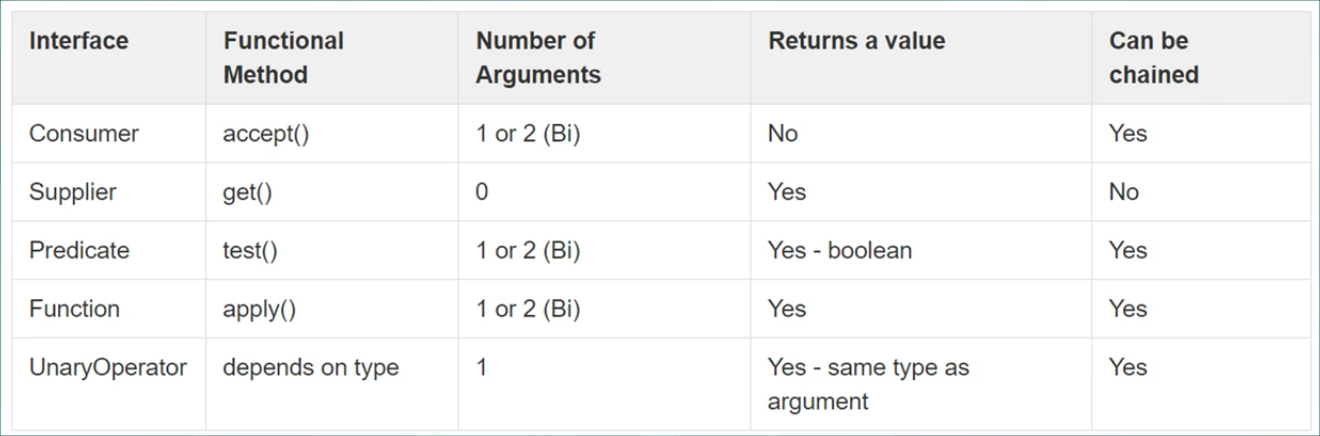 Interface Functional Method Number of Arguments Returns a value Can be chained
Consumer accept() 1 or 2 (Bi) No Yes
Supplier get() 0 Yes No
Predicate test() 1 or 2 (Bi) Yes - boolean Yes
Function apply() 1 or 2 (Bi) Yes Yes
UnaryOperator depends on type 1 Yes - same type as argument Yes